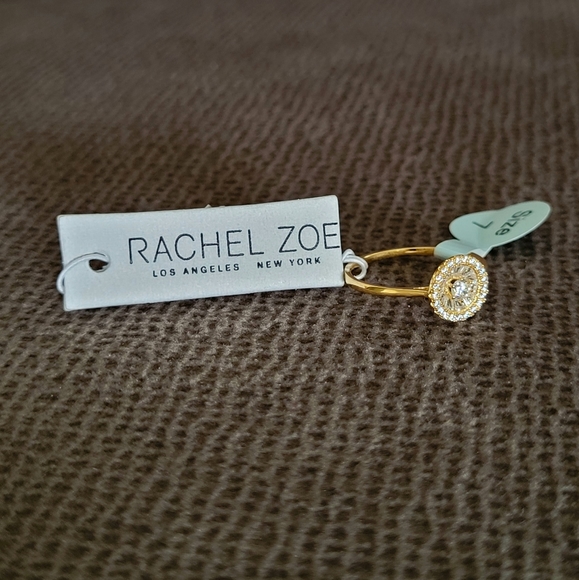 RACHEL ZOE
LOS ANGELES NEW YORK
Size
7